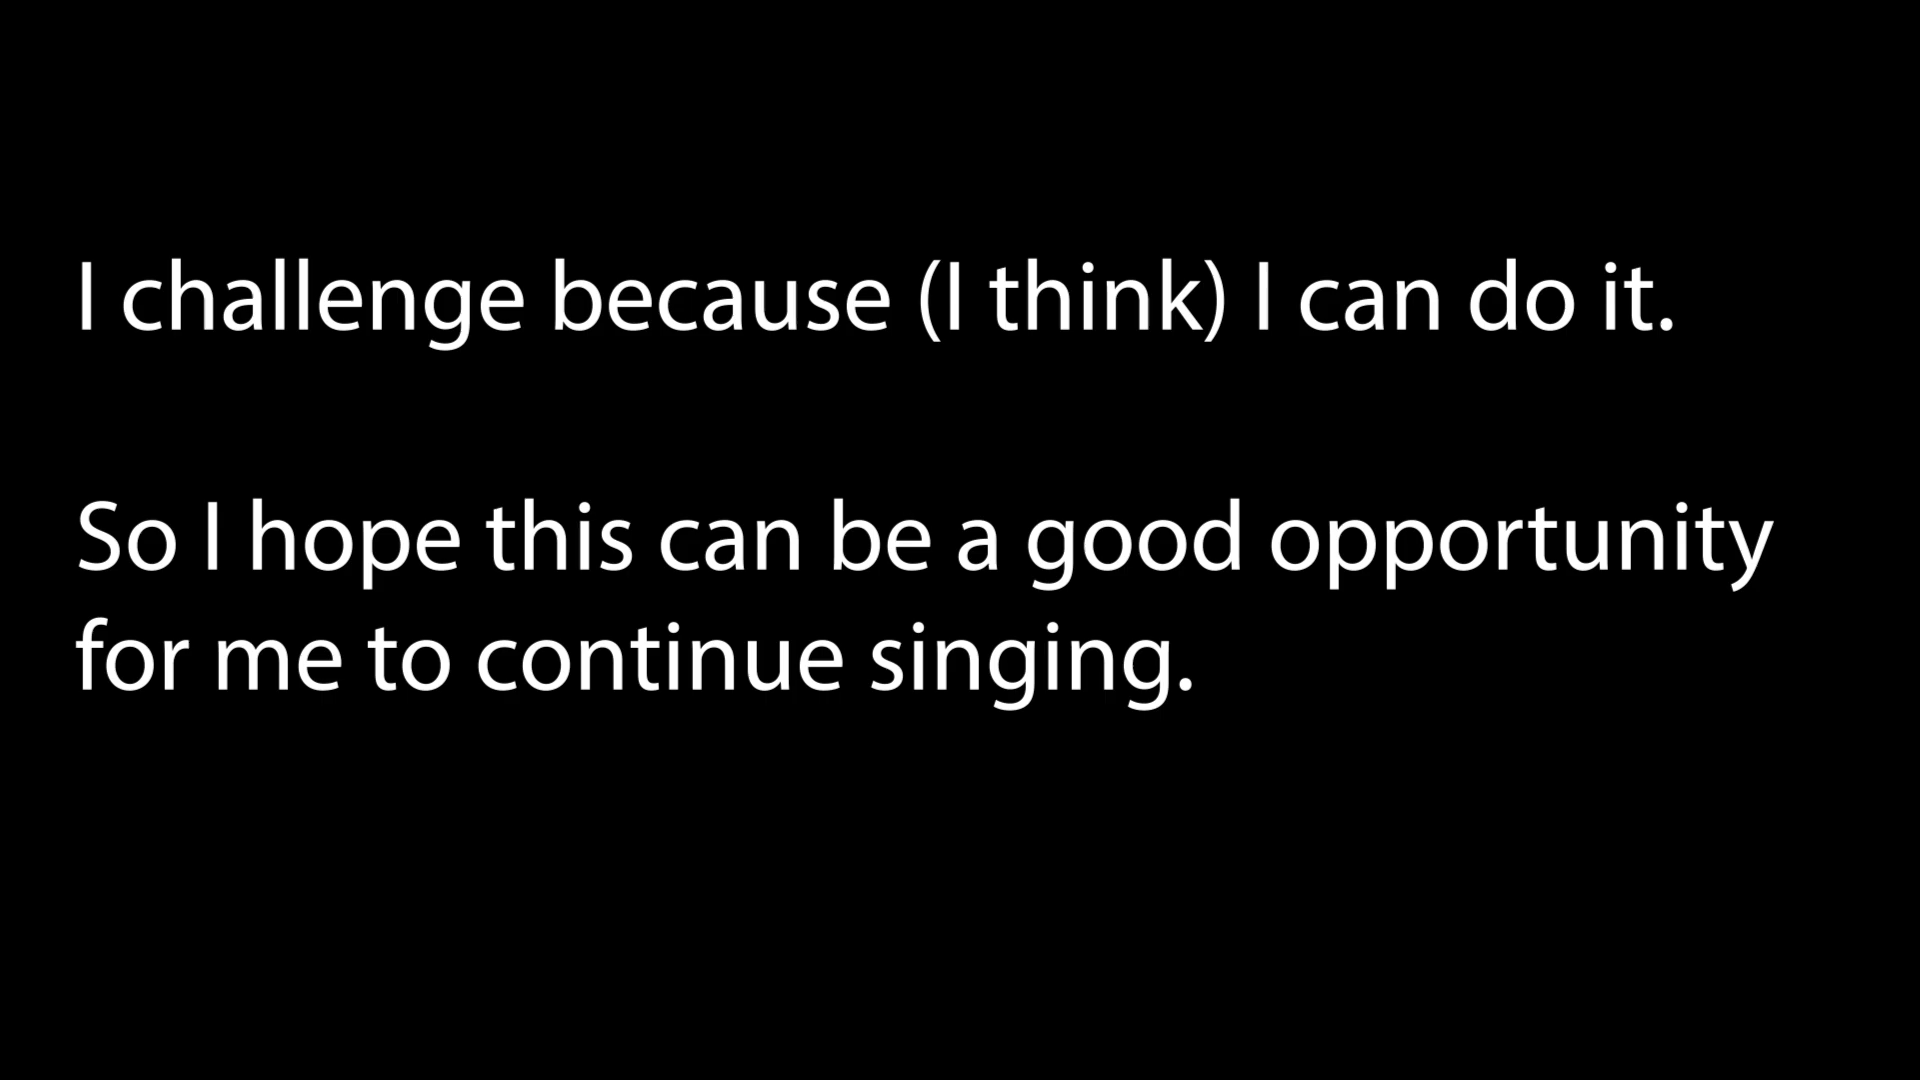 I challenge because (I think) I can do it.
So I hope this can be a good opportunity
for me to continue singing.